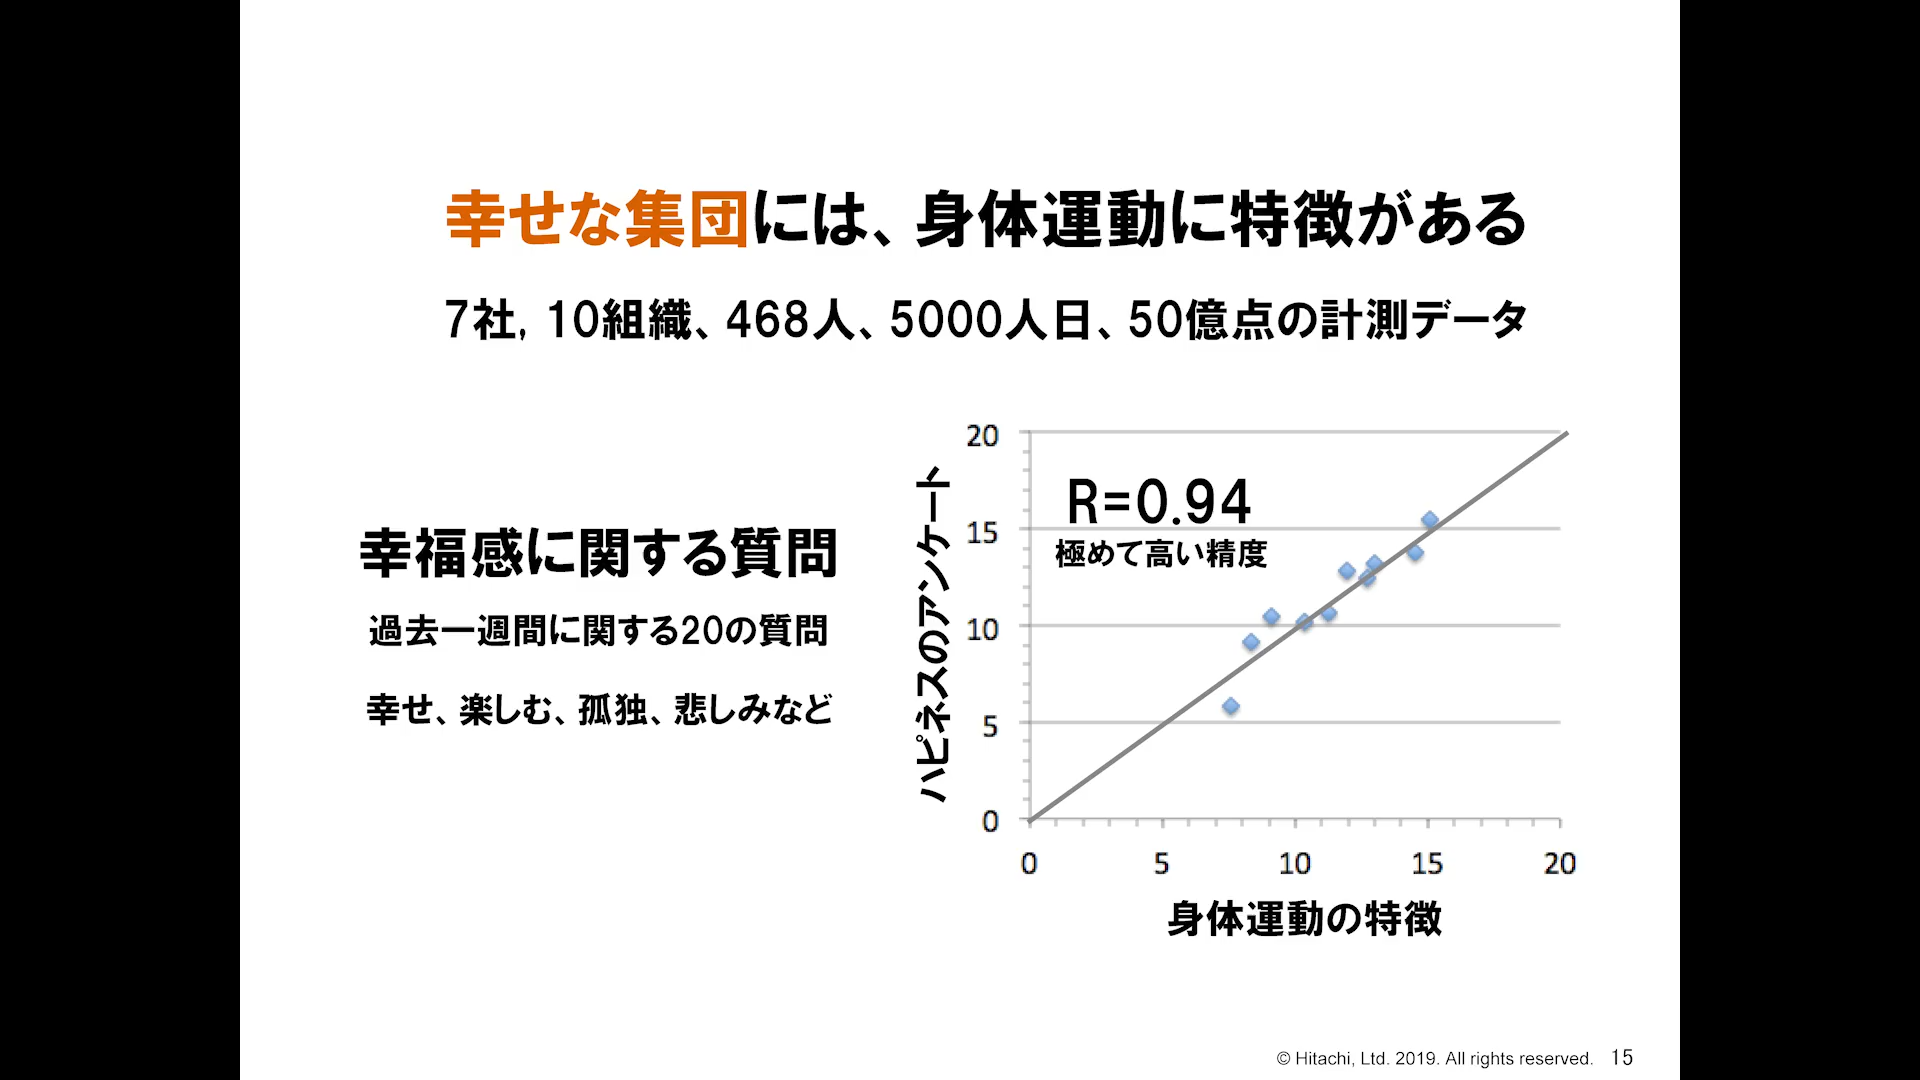 幸せな集団には、身体運動に特徴がある
7社, 10組織、468人、5000人日、50億点の計測データ
幸福感に関する質問
過去一週間に関する20の質問
幸せ、楽しむ、孤独、悲しみなど
ハピネスのアンケート
20
15
10
5
0
R=0.94
極めて高い精度
0 5 10 15 20
身体運動の特徴
© Hitachi, Ltd. 2019. All rights reserved. 15